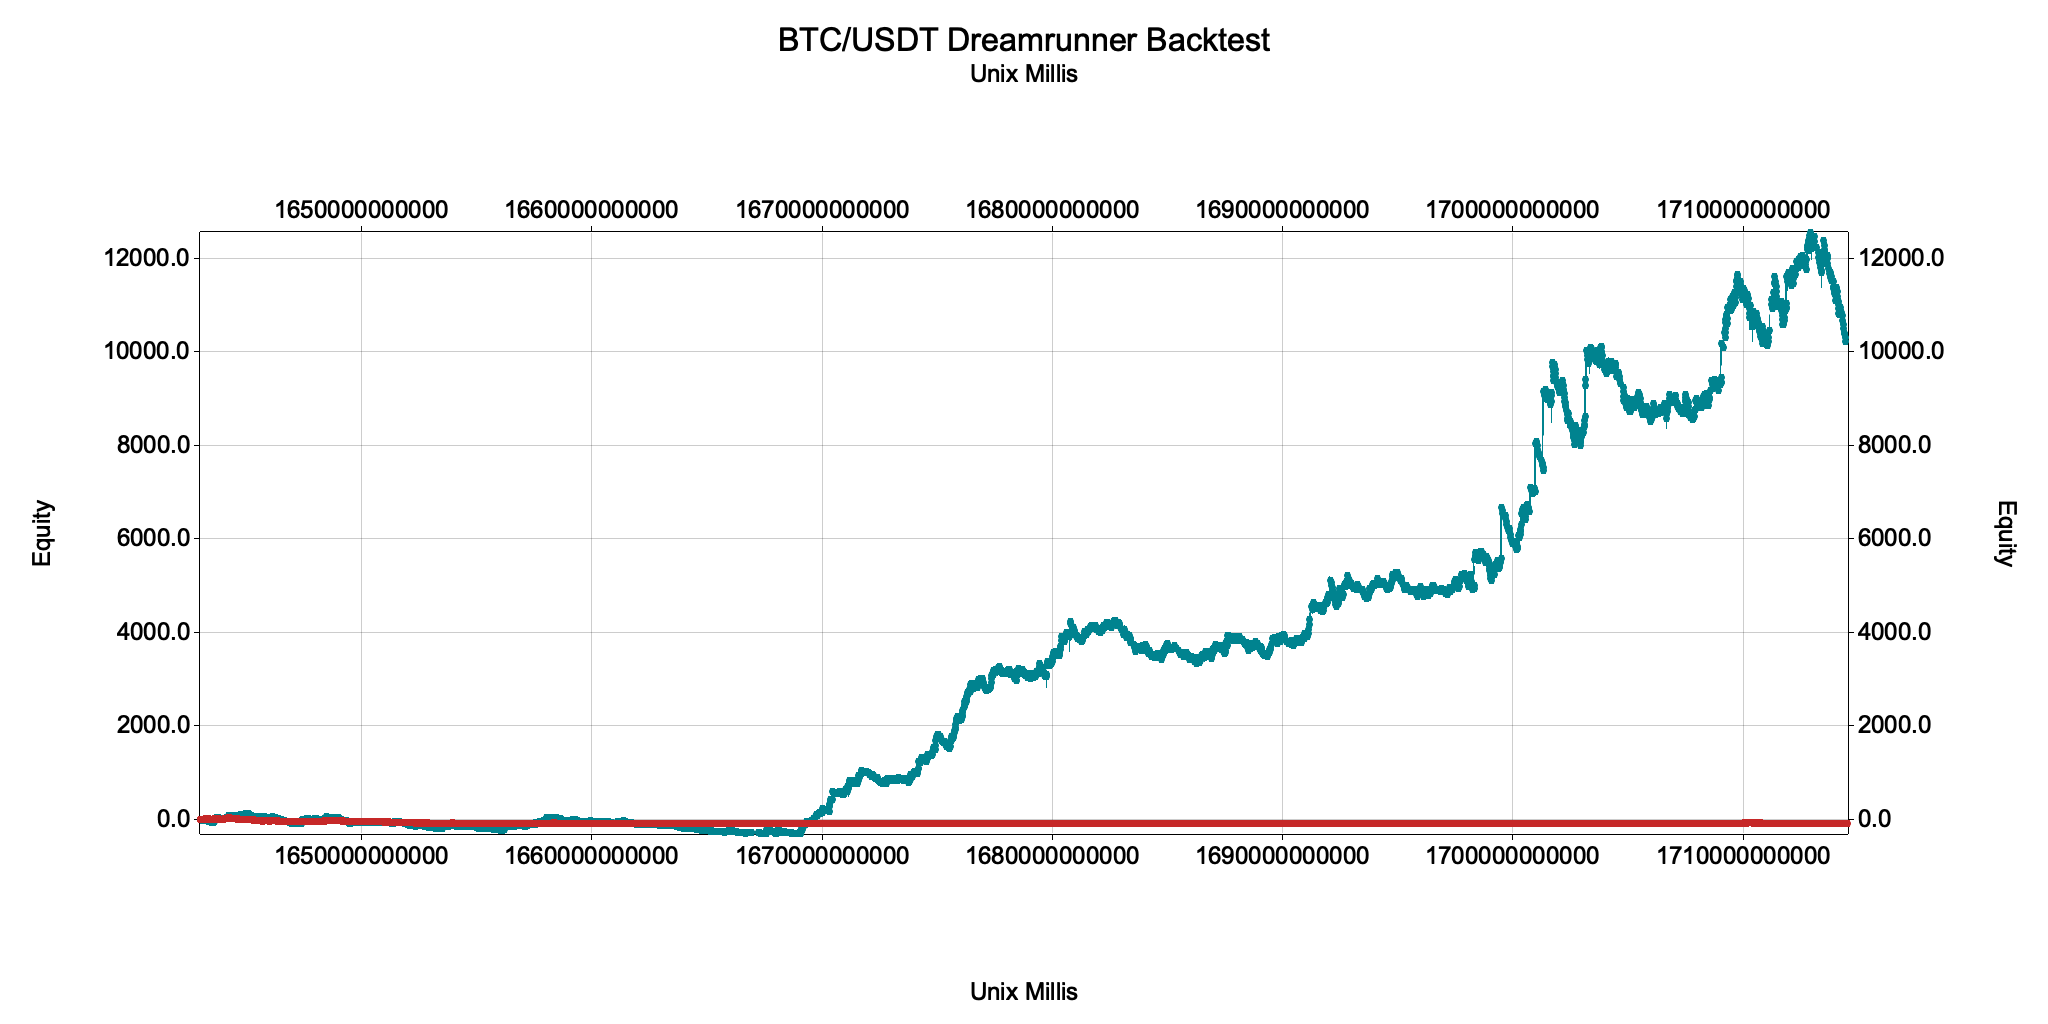 BTC/USDT Dreamrunner Backtest
Unix Millis
1650000000000 1660000000000 1670000000000 1680000000000 1690000000000 1700000000000 1710000000000
12000.0 12000.0
10000.0 10000.0
8000.0 8000.0
Equity Equity
6000.0 6000.0
4000.0 4000.0
2000.0 2000.0
0.0 0.0
1650000000000 1660000000000 1670000000000 1680000000000 1690000000000 1700000000000 1710000000000
Unix Millis